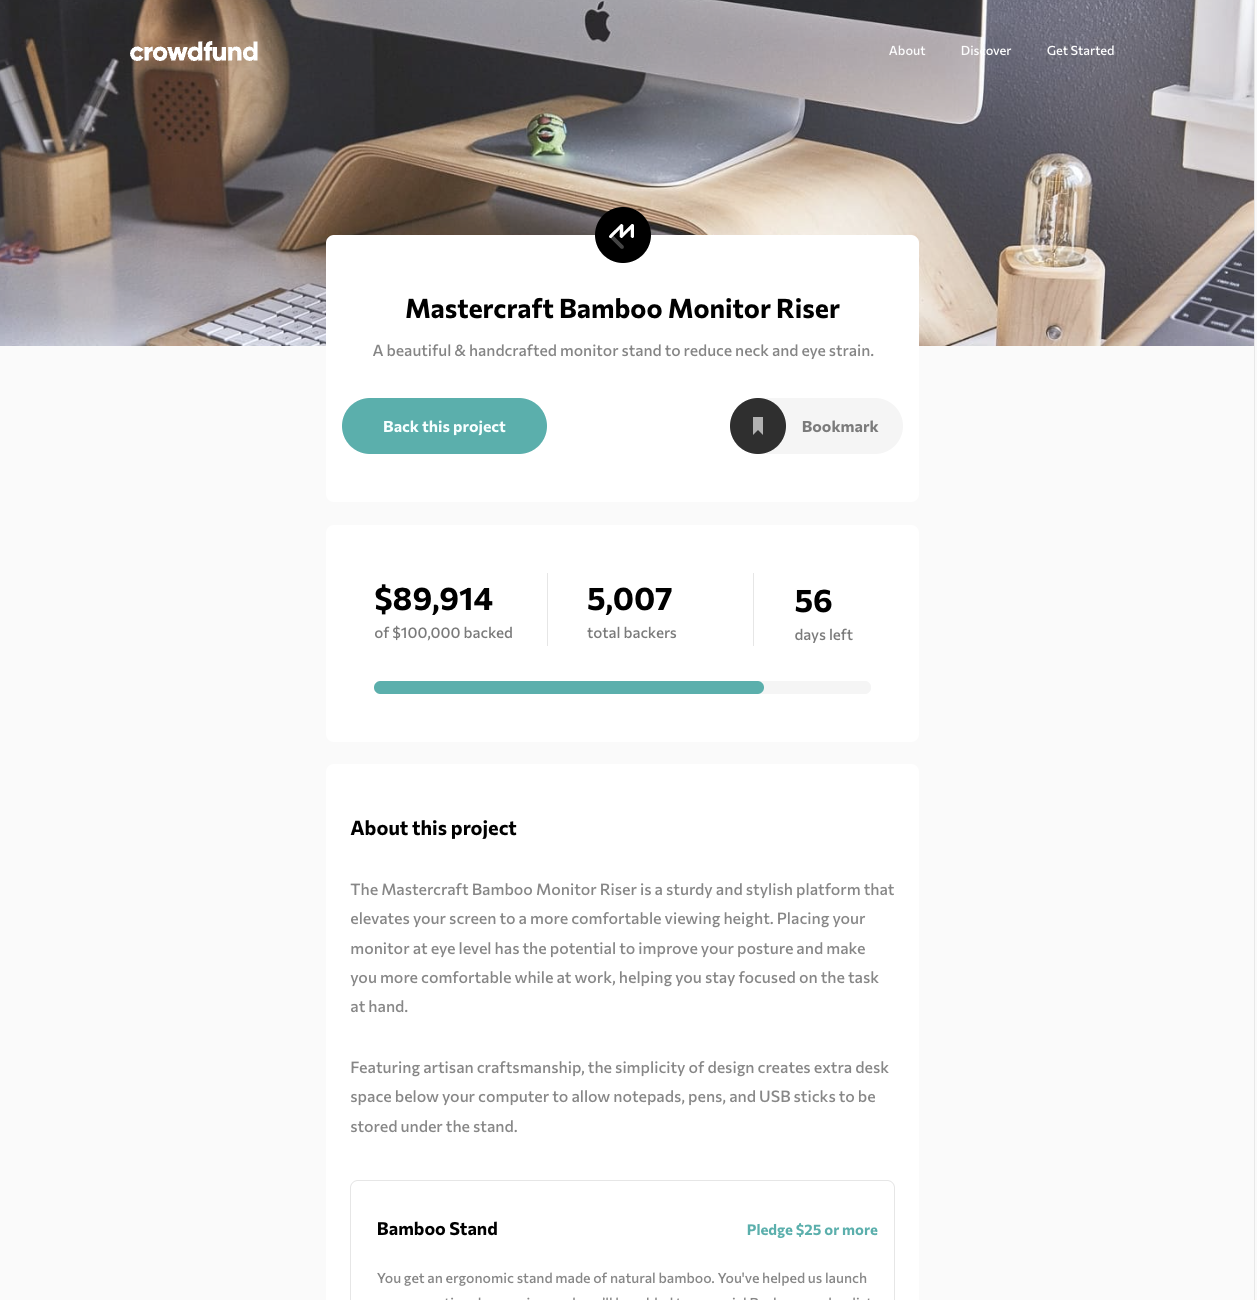 crowdfund
About Discover Get Started
Mastercraft Bamboo Monitor Riser
A beautiful & handcrafted monitor stand to reduce neck and eye strain.
Back this project
Bookmark
$89,914
of $100,000 backed
5,007
total backers
56
days left
About this project
The Mastercraft Bamboo Monitor Riser is a sturdy and stylish platform that
elevates your screen to a more comfortable viewing height. Placing your
monitor at eye level has the potential to improve your posture and make
you more comfortable while at work, helping you stay focused on the task
at hand.
Featuring artisan craftsmanship, the simplicity of design creates extra desk
space below your computer to allow notepads, pens, and USB sticks to be
stored under the stand.
Bamboo Stand
Pledge $25 or more
You get an ergonomic stand made of natural bamboo. You've helped us launch